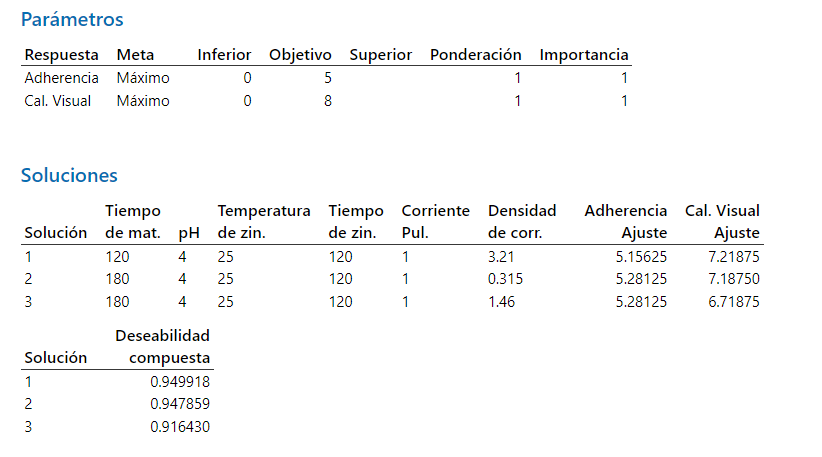 Parámetros
Respuesta Meta Inferior Objetivo Superior Ponderación Importancia
Adherencia Máximo 0 5 1 1
Cal. Visual Máximo 0 8 1 1
Soluciones
Tiempo Temperatura Tiempo Corriente Densidad Adherencia Cal. Visual
Solución de mat. pH de zin. de zin. Pul. de corr. Ajuste Ajuste
1 120 4 25 120 1 3.21 5.15625 7.21875
2 180 4 25 120 1 0.315 5.28125 7.18750
3 180 4 25 120 1 1.46 5.28125 6.71875
Deseabilidad
Solución compuesta
1 0.949918
2 0.947859
3 0.916430